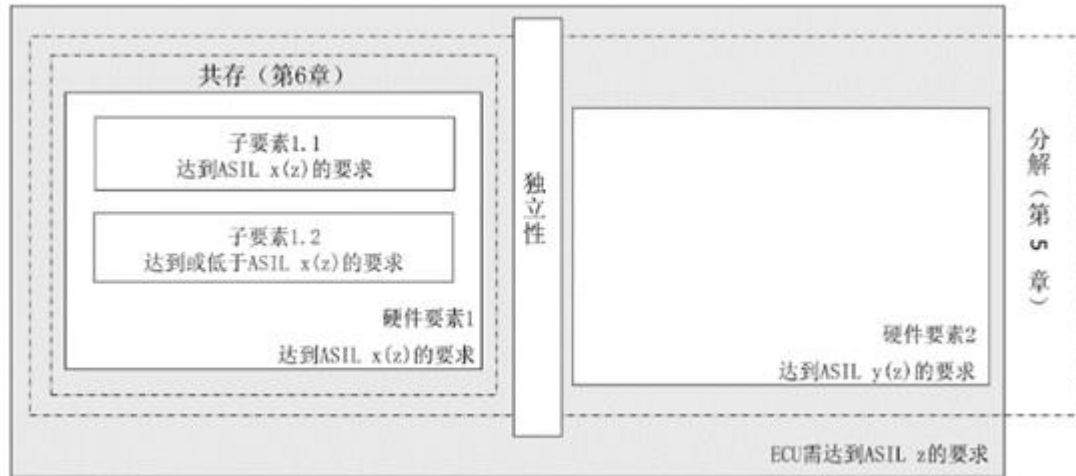 共存（第6章）
子要素1.1
达到ASIL x(z)的要求
子要素1.2
达到或低于ASIL x(z)的要求
硬件要素1
达到ASIL x(z)的要求
独立性
硬件要素2
达到ASIL y(z)的要求
ECU需达到ASIL z的要求
分解（第5章）